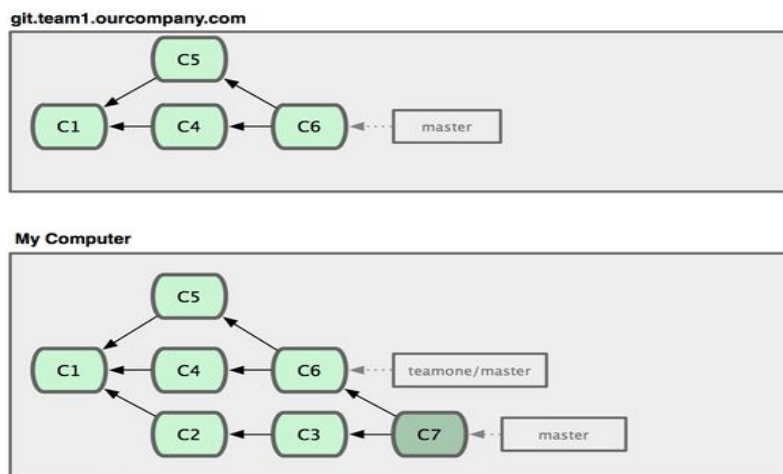 git.team1.ourcompany.com
C5
C1
C4
C6
master
My Computer
C5
C1
C4
C6
teamone/master
C2
C3
C7
master